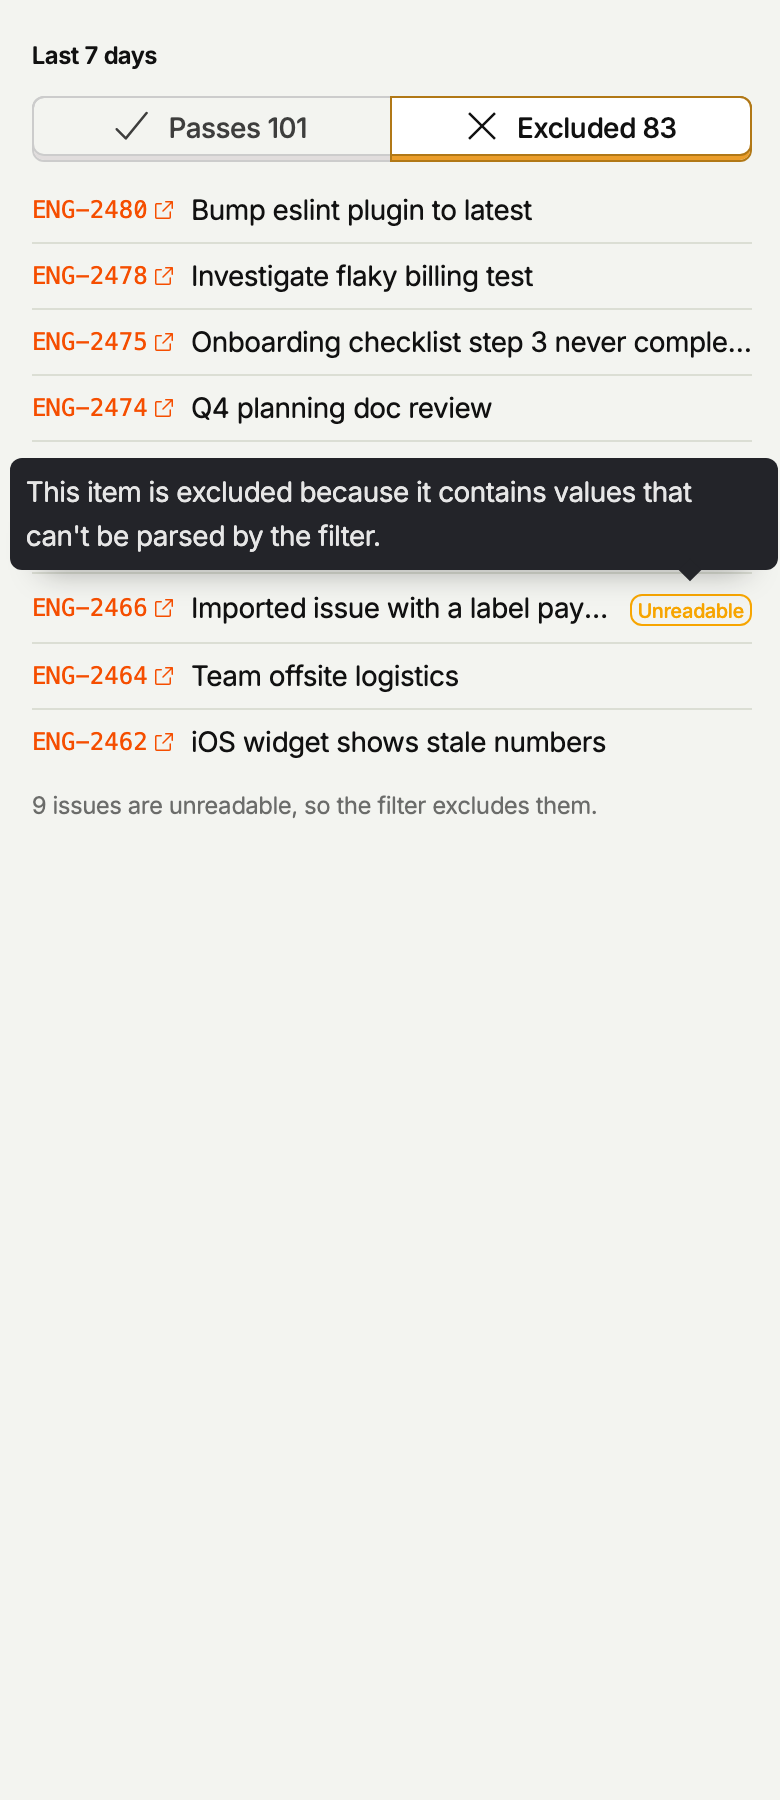 Last 7 days
Passes 101
Excluded 83
ENG-2480 Bump eslint plugin to latest
ENG-2478 Investigate flaky billing test
ENG-2475 Onboarding checklist step 3 never comple...
ENG-2474 Q4 planning doc review
This item is excluded because it contains values that
can't be parsed by the filter.
ENG-2466 Imported issue with a label pay... Unreadable
ENG-2464 Team offsite logistics
ENG-2462 iOS widget shows stale numbers
9 issues are unreadable, so the filter excludes them.